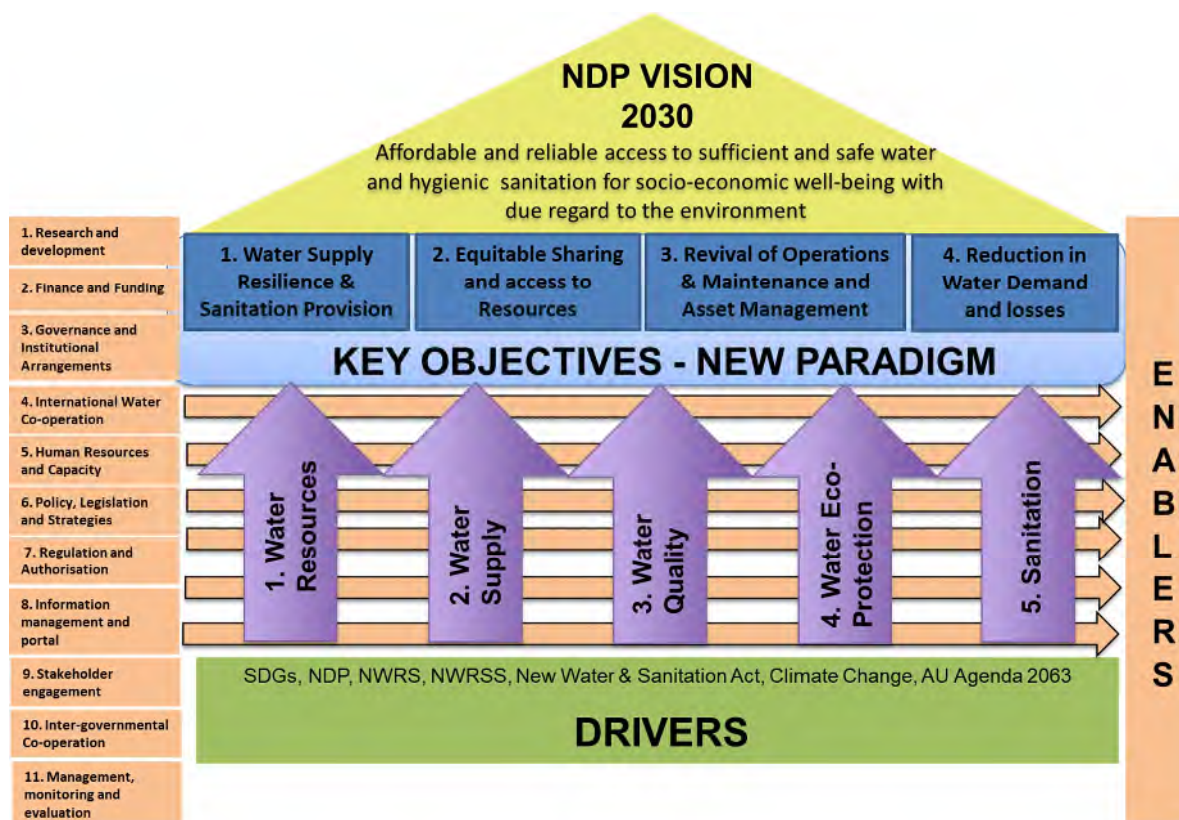 NDP VISION
2030
Affordable and reliable access to sufficient and safe water
and hygienic sanitation for socio-economic well-being with
due regard to the environment
1. Research and
development
2. Finance and Funding
3. Governance and
Institutional
Arrangements
4. International Water
Co-operation
5. Human Resources
and Capacity
6. Policy, Legislation
and Strategies
7. Regulation and
Authorisation
8. Information
management and
portal
9. Stakeholder
engagement
10. Inter-governmental
Co-operation
11. Management,
monitoring and
evaluation
1. Water Supply
Resilience &
Sanitation Provision
2. Equitable Sharing
and access to
Resources
3. Revival of Operations
& Maintenance and
Asset Management
4. Reduction in
Water Demand
and losses
KEY OBJECTIVES - NEW PARADIGM
1. Water
Resources
2. Water
Supply
3. Water
Quality
4. Water Eco-
Protection
5. Sanitation
SDGs, NDP, NWRS, NWRSS, New Water & Sanitation Act, Climate Change, AU Agenda 2063
DRIVERS
ENABLERS